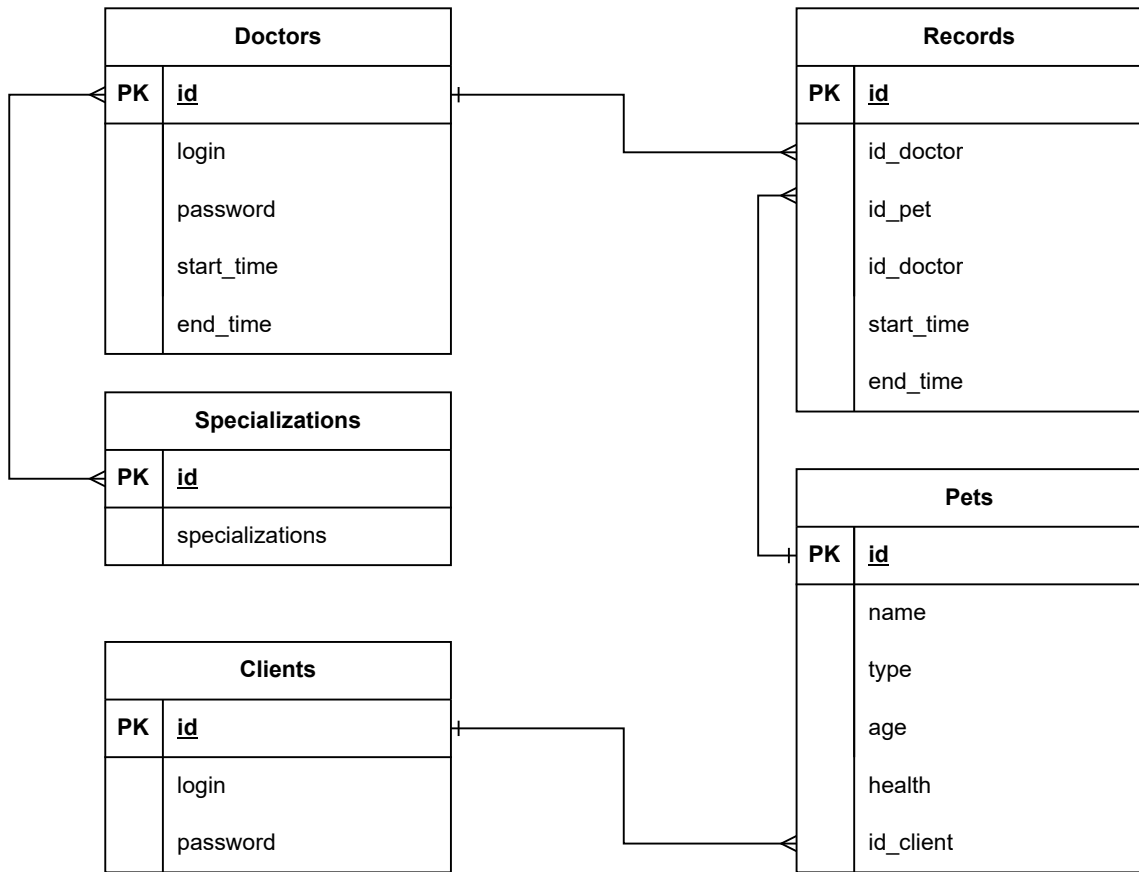 Doctors
PK id
login
password
start_time
end_time
Specializations
PK id
specializations
Clients
PK id
login
password
Records
PK id
id_doctor
id_pet
id_doctor
start_time
end_time
Pets
PK id
name
type
age
health
id_client